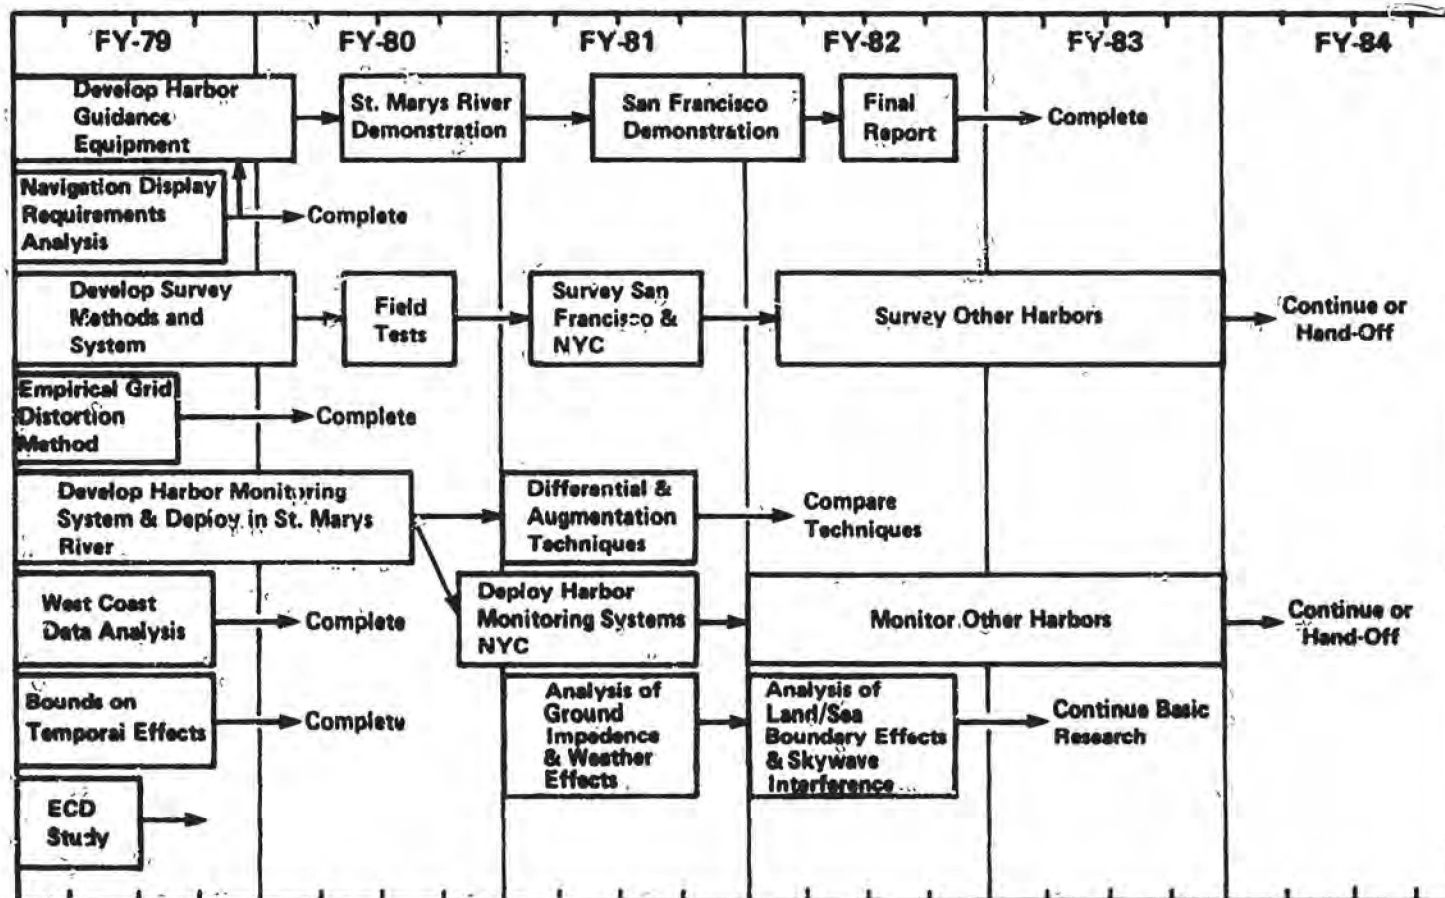 FY-79 FY-80 FY-81 FY-82 FY-83 FY-84
Develop Harbor
Guidance
Equipment
St. Marys River
Demonstration
San Francisco
Demonstration
Final
Report
Complete
Navigation Display
Requirements
Analysis
Complete
Develop Survey
Methods and
System
Field
Tests
Survey San
Francisco &
NYC
Survey Other Harbors
Continue or
Hand-Off
Empirical Grid
Distortion
Method
Complete
Develop Harbor Monitoring
System & Deploy in St. Marys
River
Differential &
Augmentation
Techniques
Compare
Techniques
West Coast
Data Analysis
Complete
Deploy Harbor
Monitoring Systems
NYC
Monitor Other Harbors
Continue or
Hand-Off
Bounds on
Temporal Effects
Complete
Analysis of
Ground
Impedence
& Weather
Effects
Analysis of
Land/Sea
Boundary Effects
& Skywave
Interference
Continue Basic
Research
ECD
Study